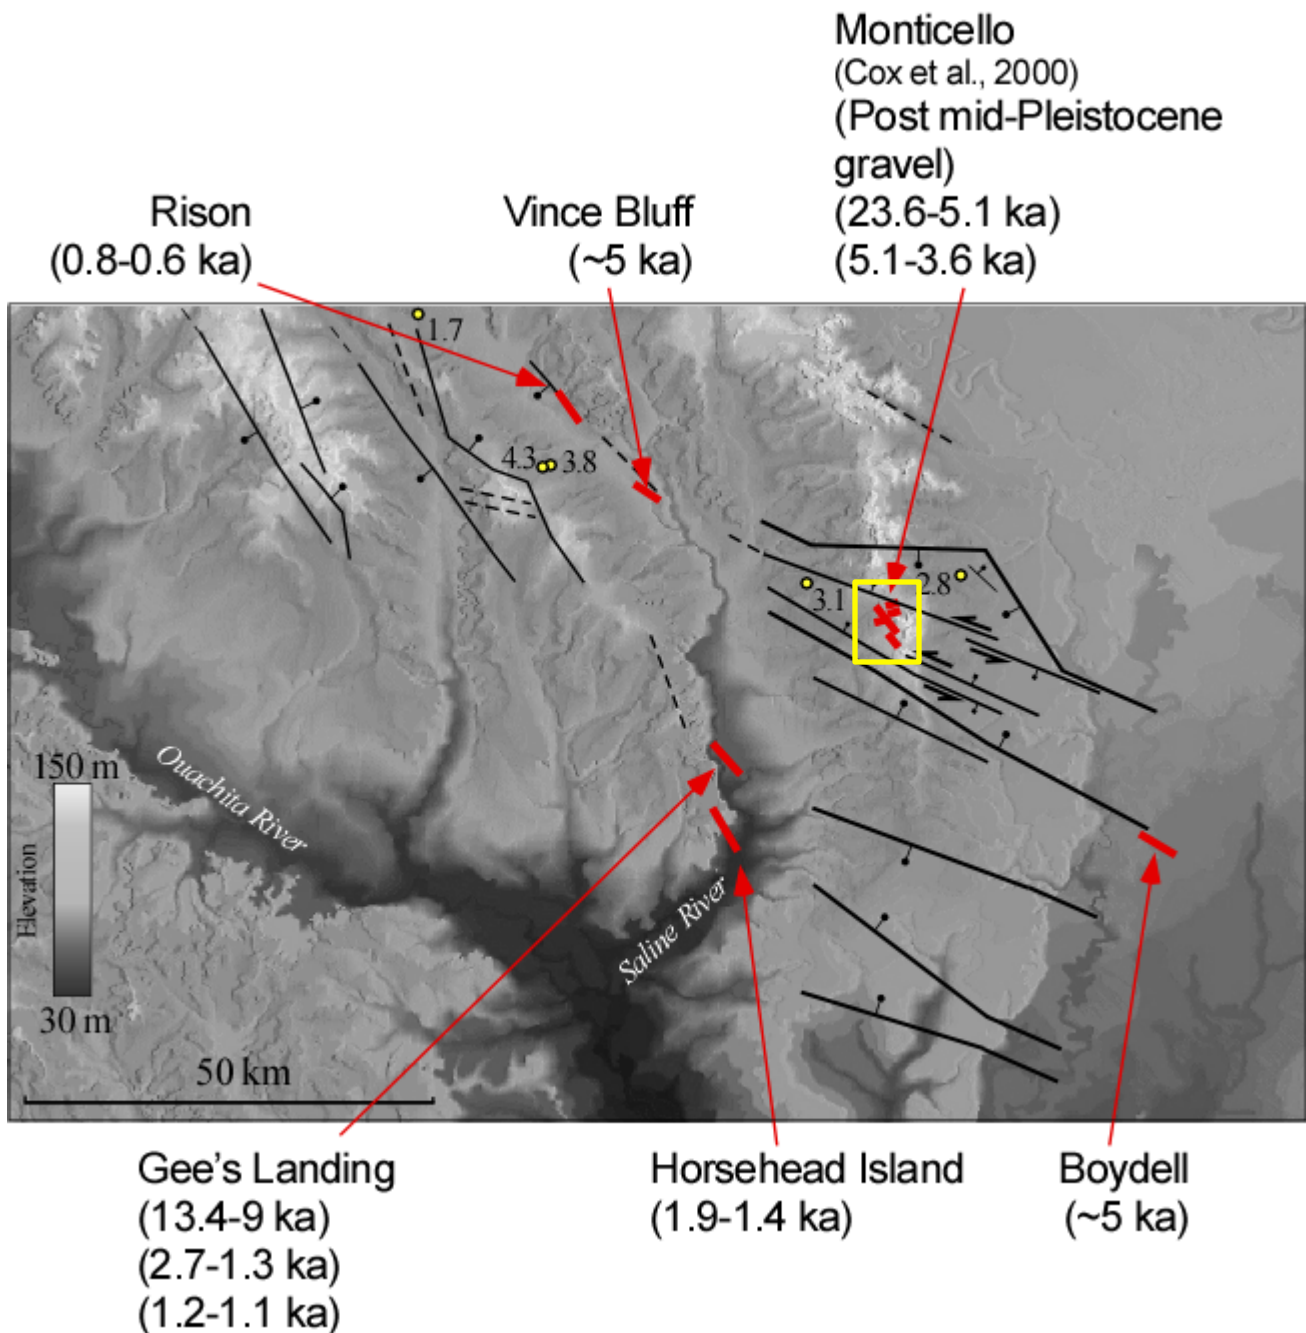 Monticello
(Cox et al., 2000)
(Post mid-Pleistocene
gravel)
(23.6-5.1 ka)
(5.1-3.6 ka)
Rison
(0.8-0.6 ka)
Vince Bluff
(~5 ka)
1.7
4.3
3.8
3.1
2.8
150 m
Elevation
30 m
Ouachita River
Saline River
50 km
Gee's Landing
(13.4-9 ka)
(2.7-1.3 ka)
(1.2-1.1 ka)
Horsehead Island
(1.9-1.4 ka)
Boydell
(~5 ka)